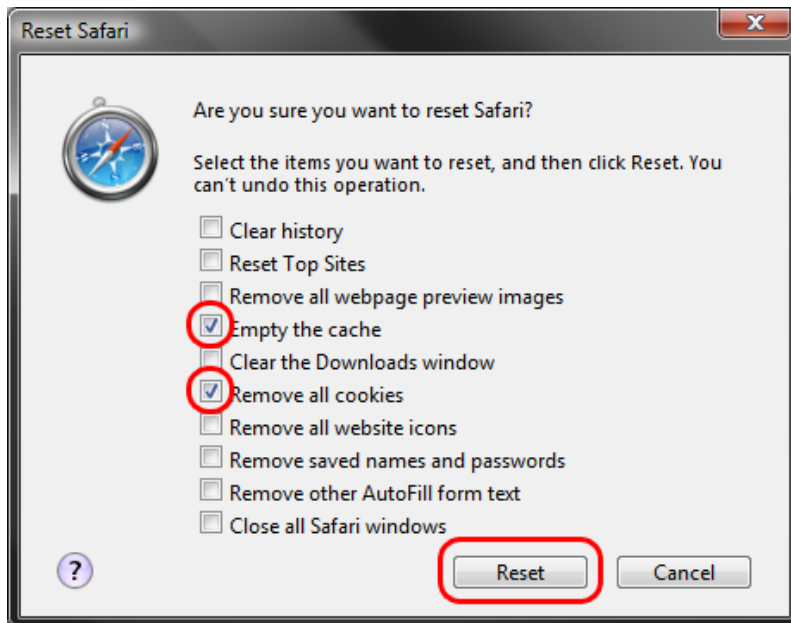 Reset Safari
Are you sure you want to reset Safari?
Select the items you want to reset, and then click Reset. You
can't undo this operation.
Clear history
Reset Top Sites
Remove all webpage preview images
Empty the cache
Clear the Downloads window
Remove all cookies
Remove all website icons
Remove saved names and passwords
Remove other AutoFill form text
Close all Safari windows
? Reset Cancel